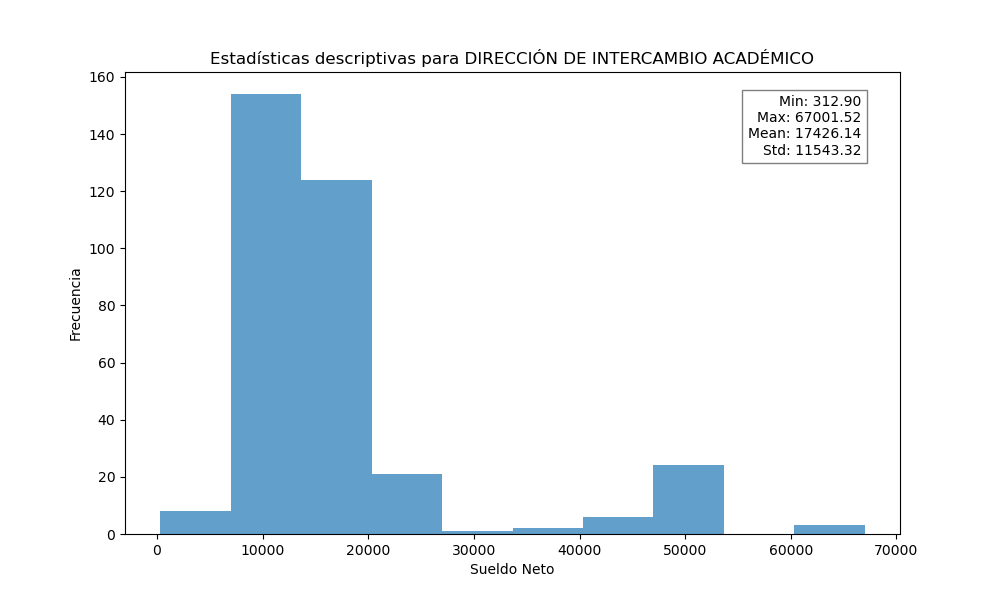 Estadísticas descriptivas para DIRECCIÓN DE INTERCAMBIO ACADÉMICO
Min: 312.90
Max: 67001.52
Mean: 17426.14
Std: 11543.32
Frecuencia
160
140
120
100
80
60
40
20
0
0 10000 20000 30000 40000 50000 60000 70000
Sueldo Neto